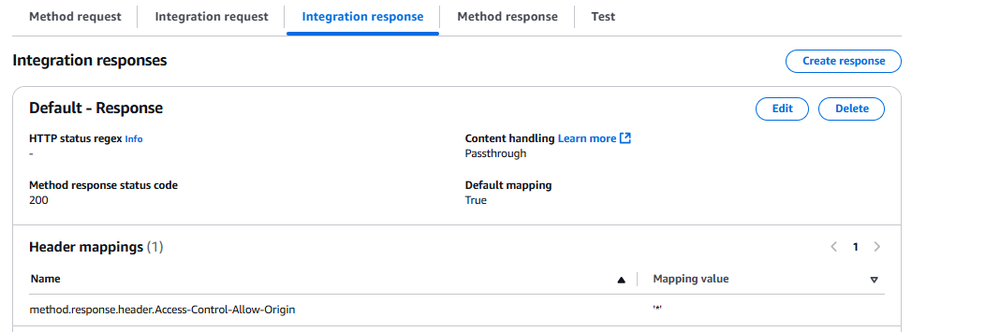 Method request Integration request Integration response Method response Test
Integration responses Create response
Default - Response Edit Delete
HTTP status regex Info Content handling Learn more
- Passthrough
Method response status code Default mapping
200 True
Header mappings (1) 1
Name Mapping value
method.response.header.Access-Control-Allow-Origin '*'